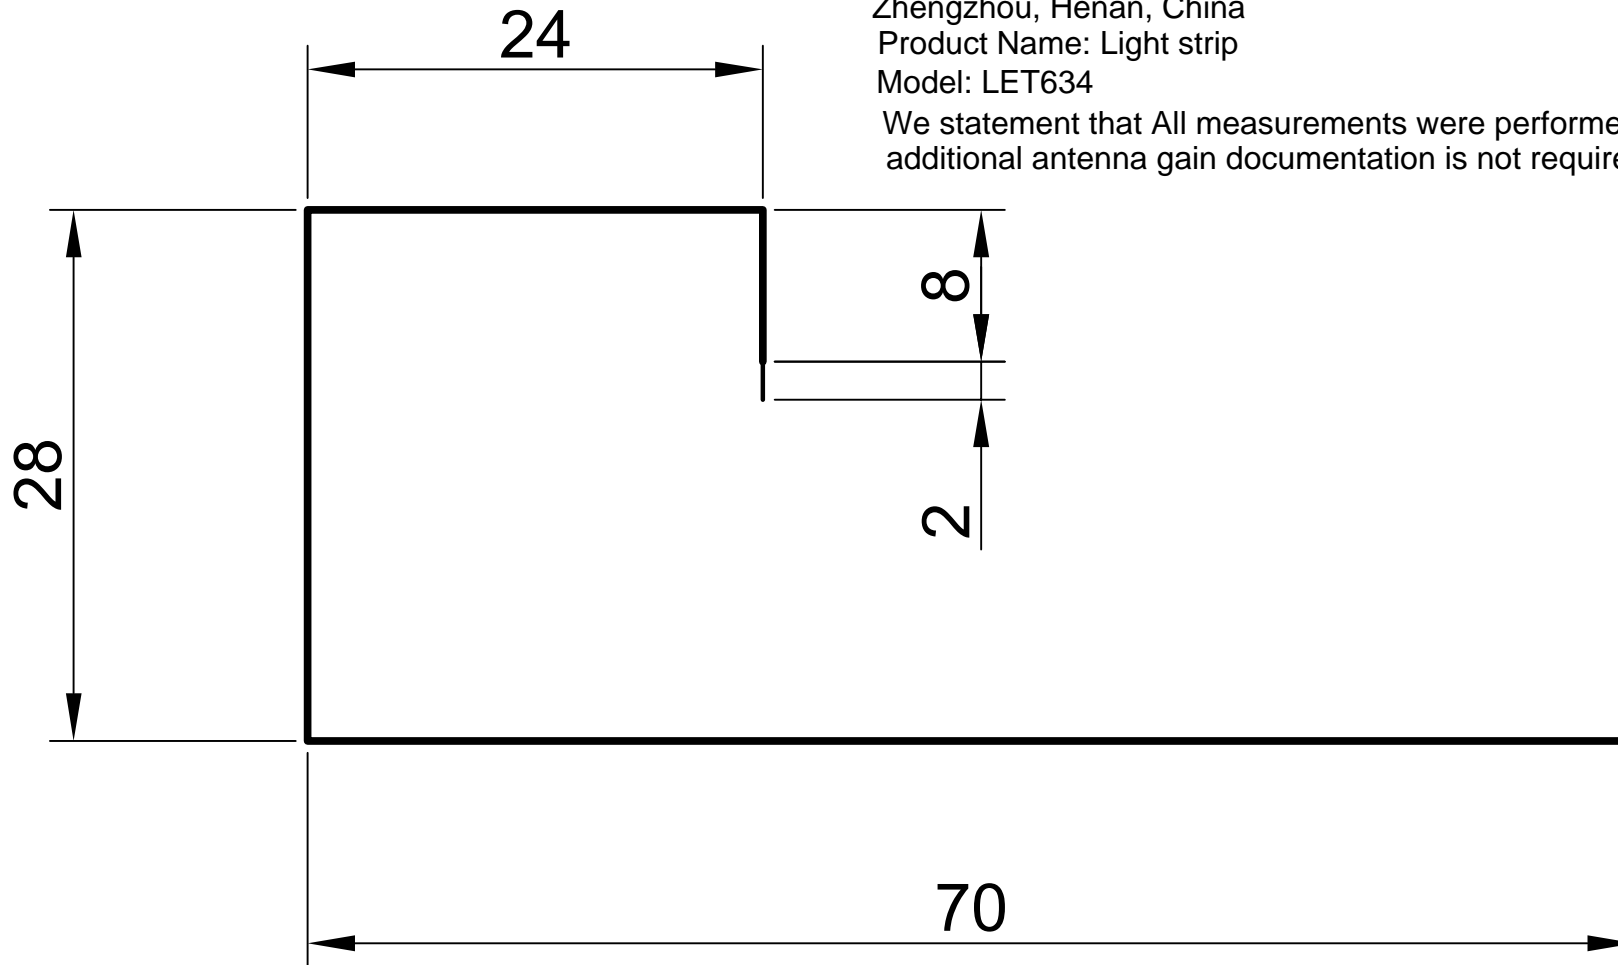 24
Zhengzhou, Henan, China
Product Name: Light strip
Model: LET634
We statement that All measurements were performe
additional antenna gain documentation is not require
8
28
2
70